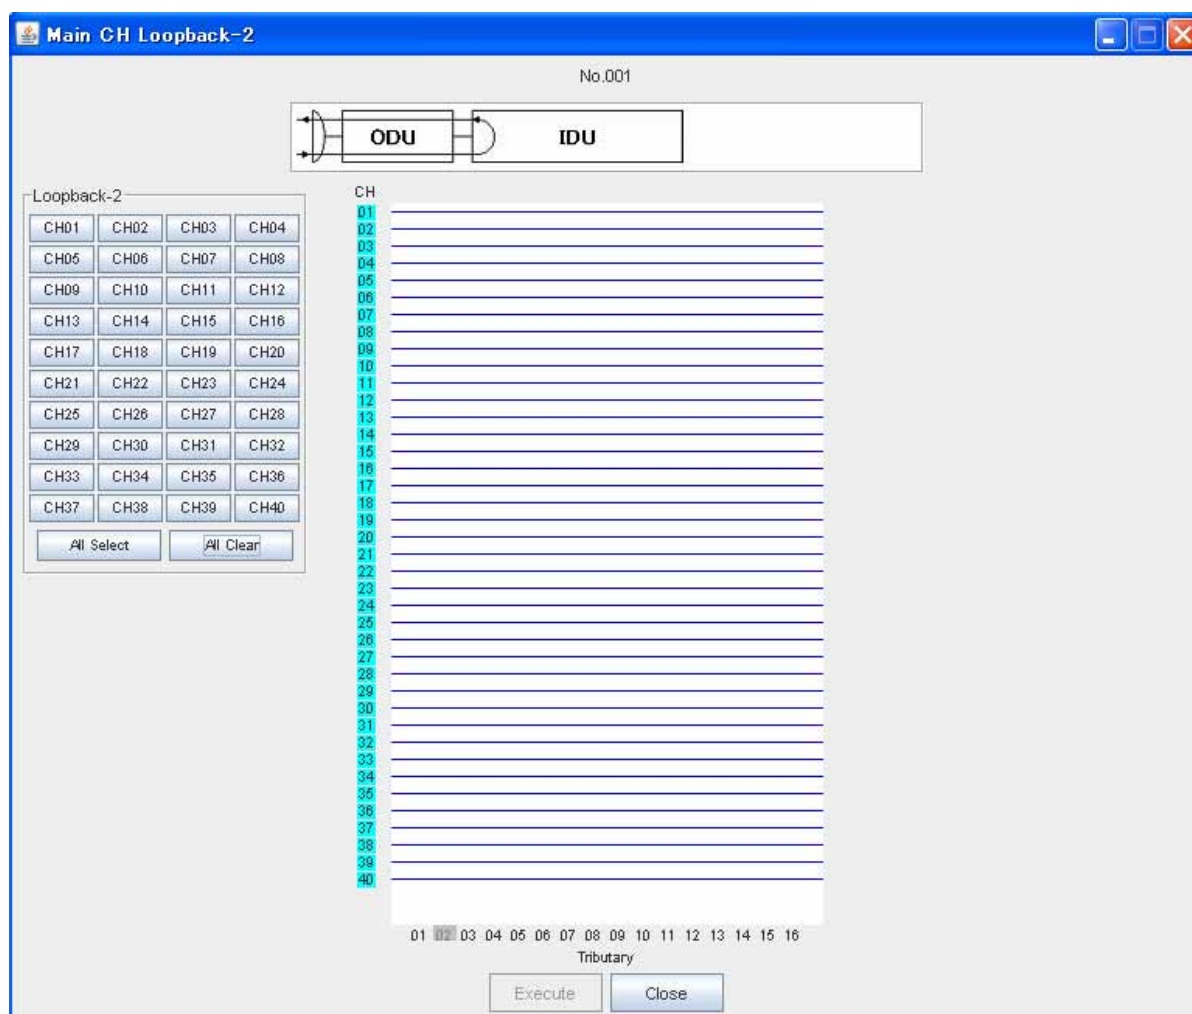 Main CH Loopback-2
No.001
ODU IDU
Loopback-2
CH01 CH02 CH03 CH04
CH05 CH06 CH07 CH08
CH09 CH10 CH11 CH12
CH13 CH14 CH15 CH16
CH17 CH18 CH19 CH20
CH21 CH22 CH23 CH24
CH25 CH26 CH27 CH28
CH29 CH30 CH31 CH32
CH33 CH34 CH35 CH36
CH37 CH38 CH39 CH40
All Select All Clear
CH
01
02
03
04
05
06
07
08
09
10
11
12
13
14
15
16
17
18
19
20
21
22
23
24
25
26
27
28
29
30
31
32
33
34
35
36
37
38
39
40
01 02 03 04 05 06 07 08 09 10 11 12 13 14 15 16
Tributary
Execute Close